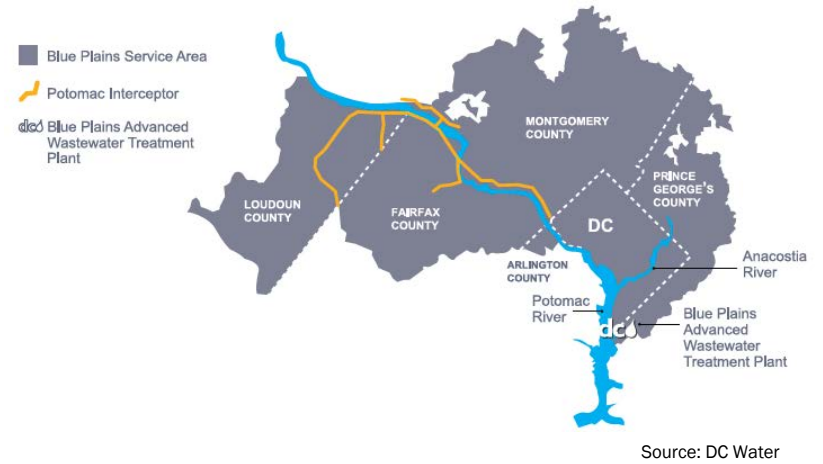 Blue Plains Service Area
Potomac Interceptor
dc Blue Plains Advanced
Wastewater Treatment
Plant
MONTGOMERY
COUNTY
PRINCE
GEORGE'S
COUNTY
LOUDOUN
COUNTY
FAIRFAX
COUNTY
DC
ARLINGTON
COUNTY
Anacostia
River
Potomac
River
dc
Blue Plains
Advanced
Wastewater
Treatment Plant
Source: DC Water